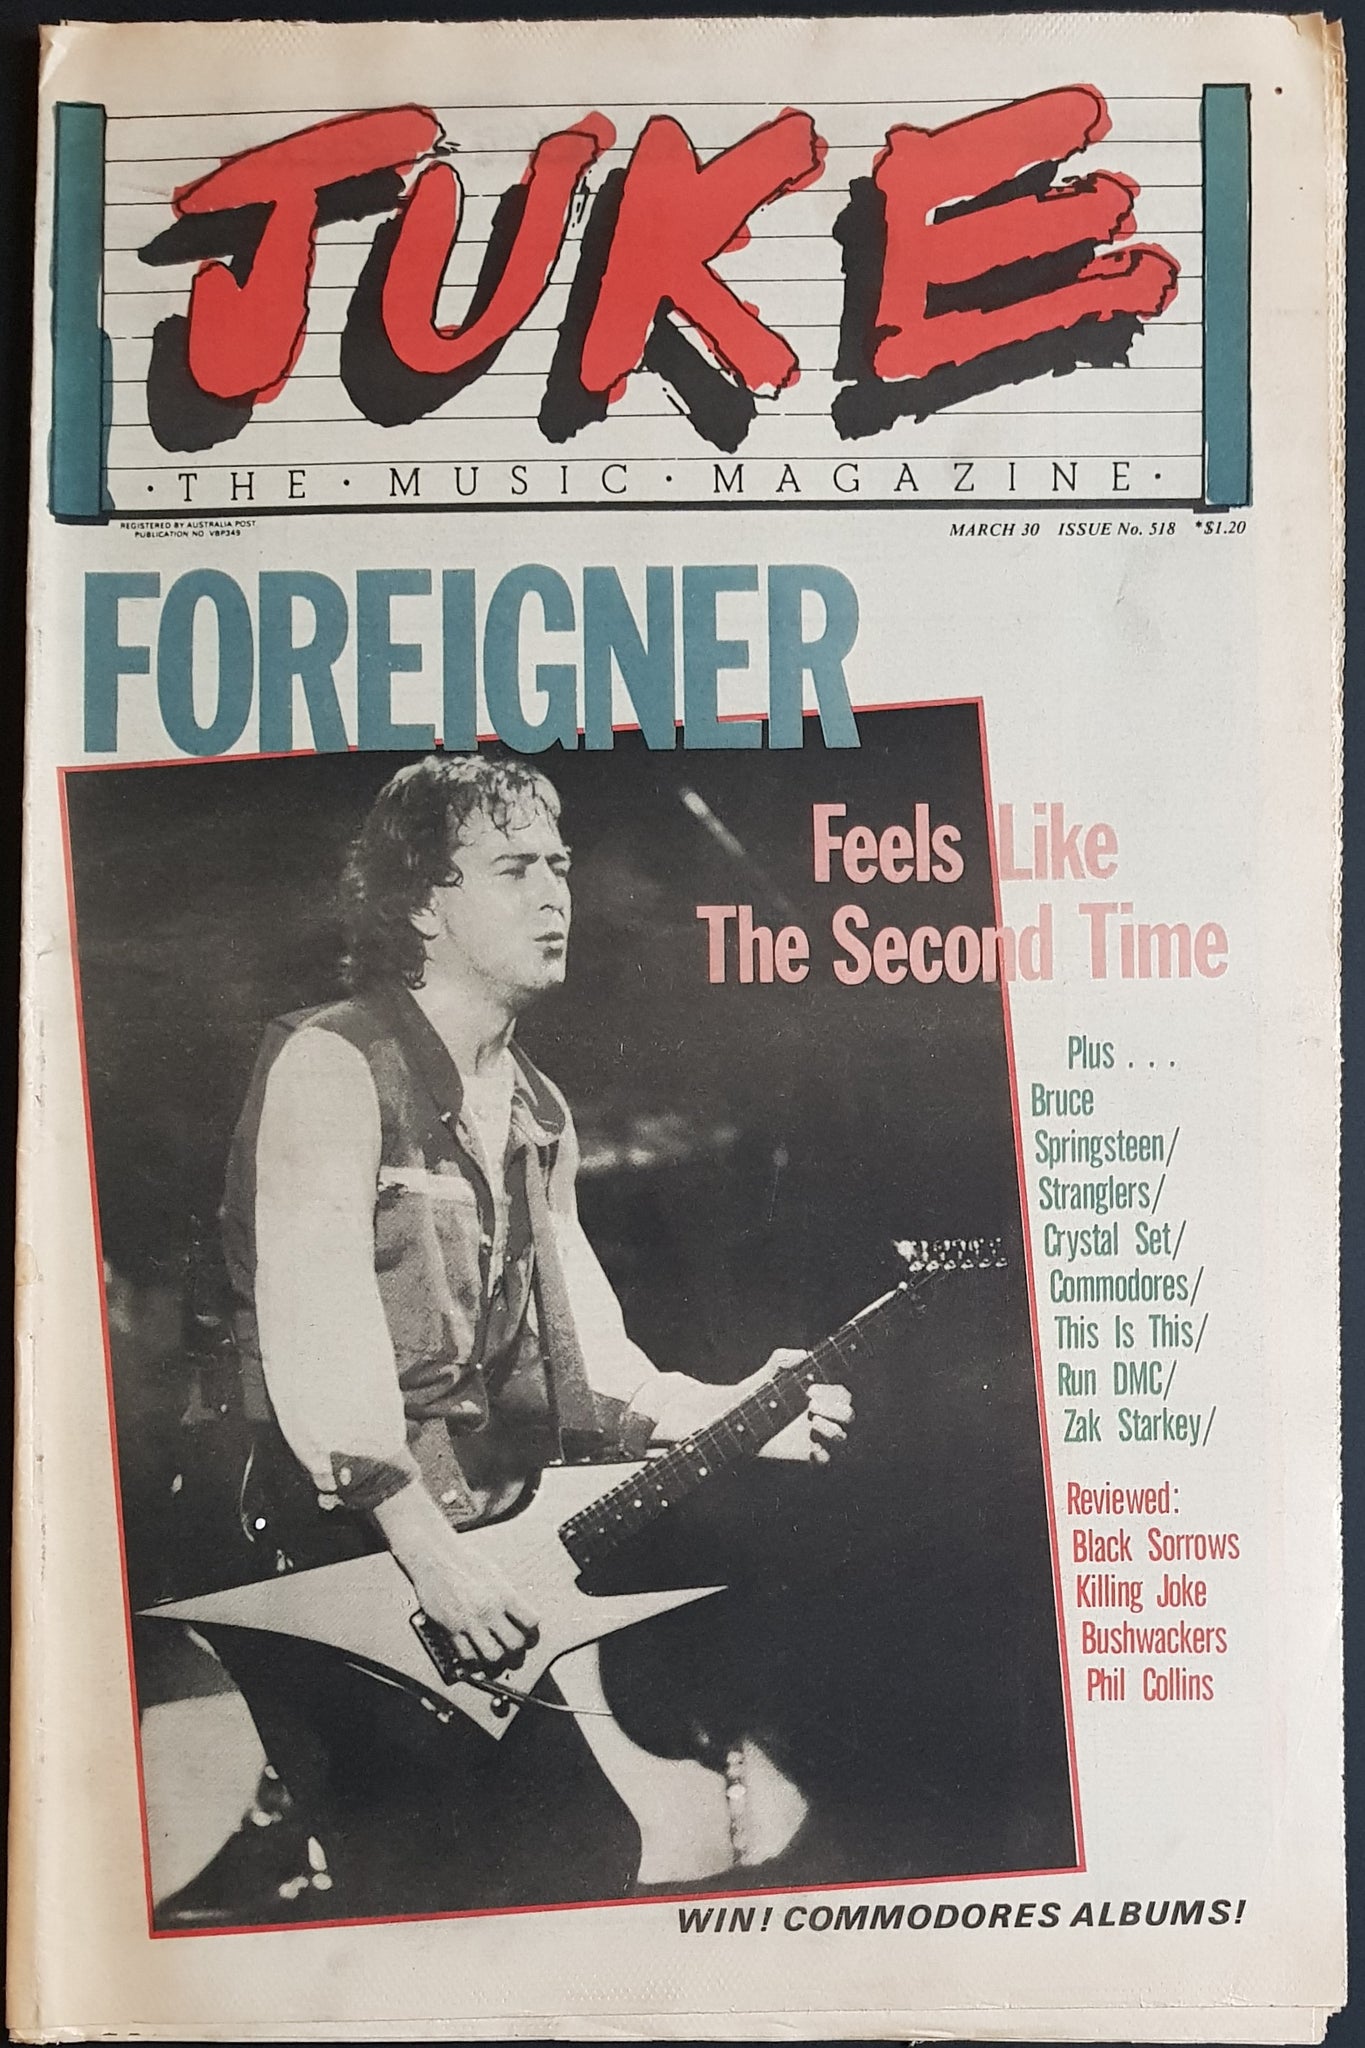 JUKE
·THE·MUSIC·MAGAZINE·
REGISTERED BY AUSTRALIA POST
PUBLICATION NO. VBP349
MARCH 30 ISSUE No. 518 *$1.20
FOREIGNER
Feels Like
The Second Time
Plus . . .
Bruce
Springsteen/
Stranglers/
Crystal Set/
Commodores/
This Is This/
Run DMC/
Zak Starkey/
Reviewed:
Black Sorrows
Killing Joke
Bushwackers
Phil Collins
WIN! COMMODORES ALBUMS!